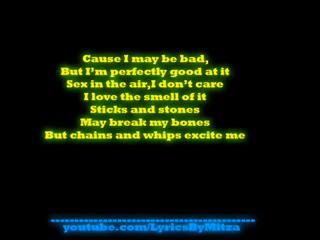 Cause I may be bad,
But I'm perfectly good at it
Sex in the air,I don't care
I love the smell of it
Sticks and stones
May break my bones
But chains and whips excite me
youtube.com/LyricsByMitza